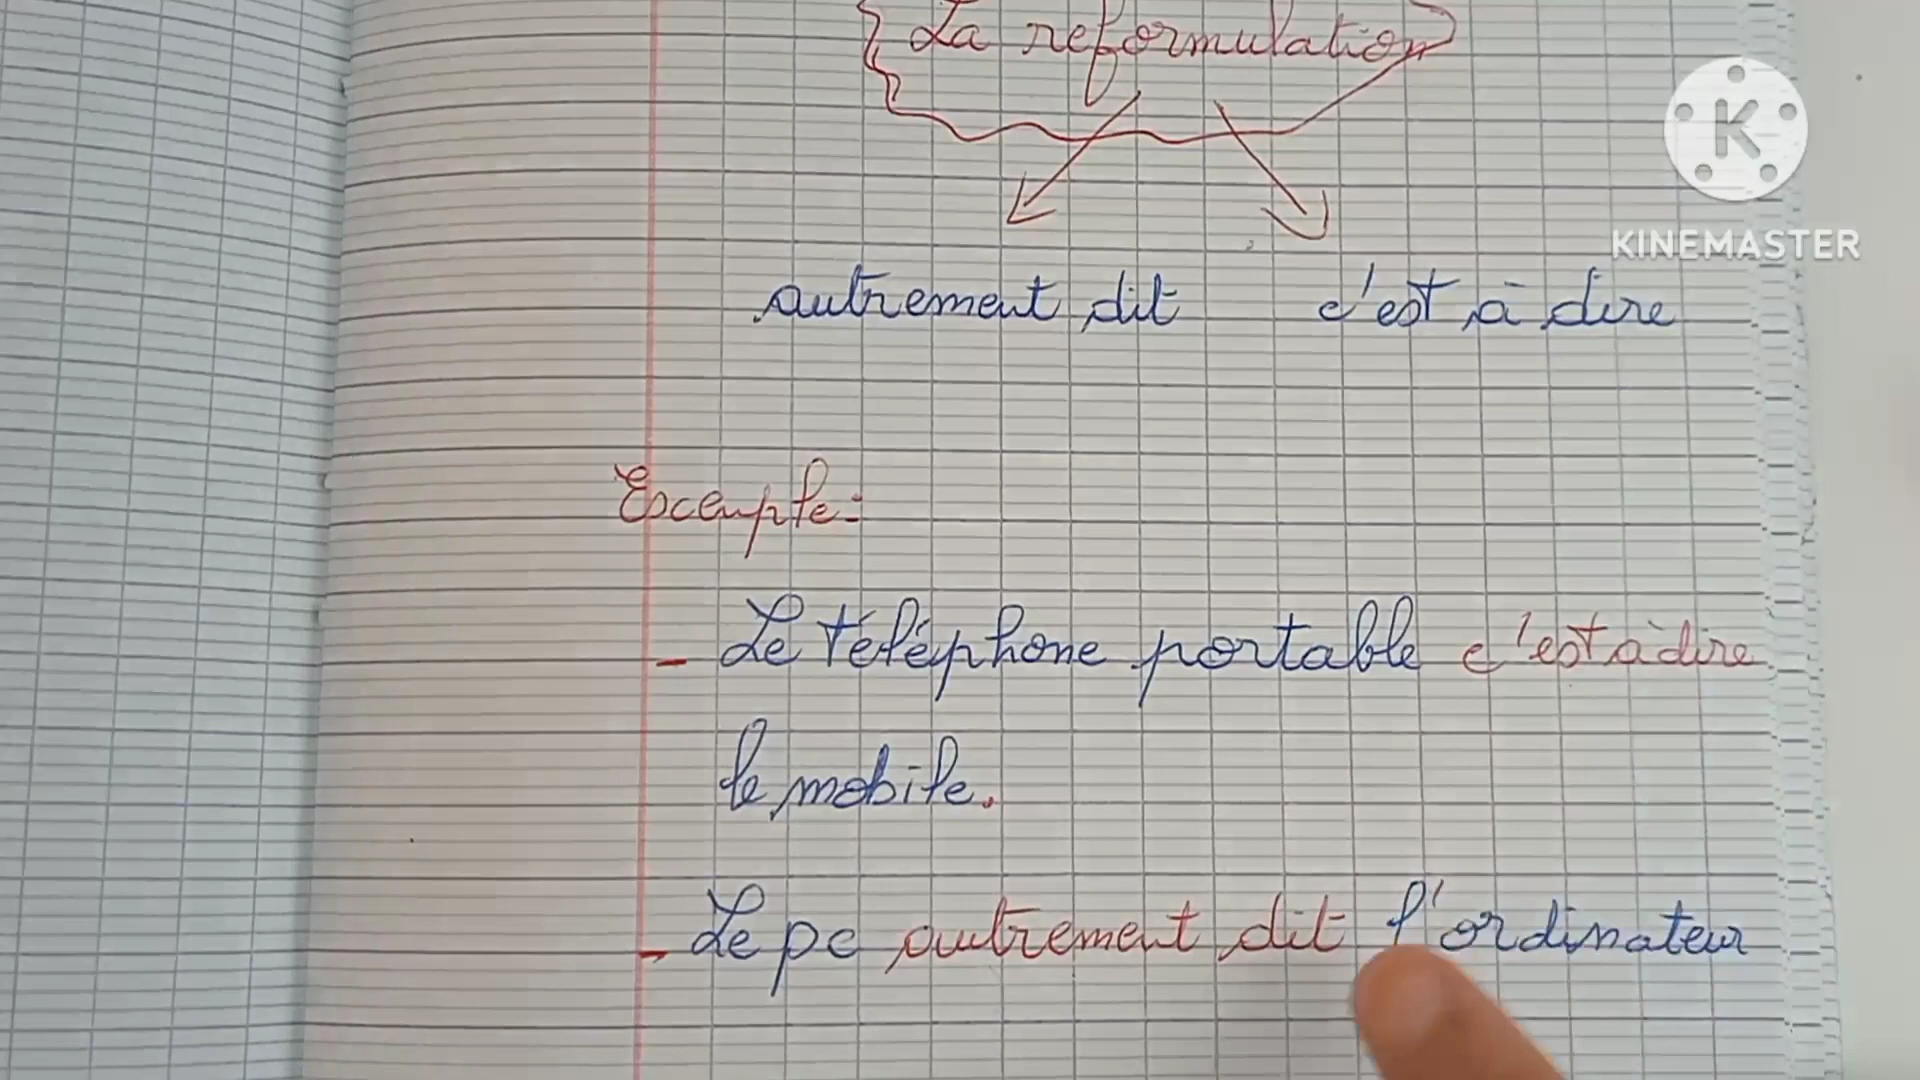 La reformulation
KINEMASTER
autrement dit c'est à dire
Exemple:
- Le téléphone portable c'est à dire
le mobile.
- Le pc autrement dit l'ordinateur